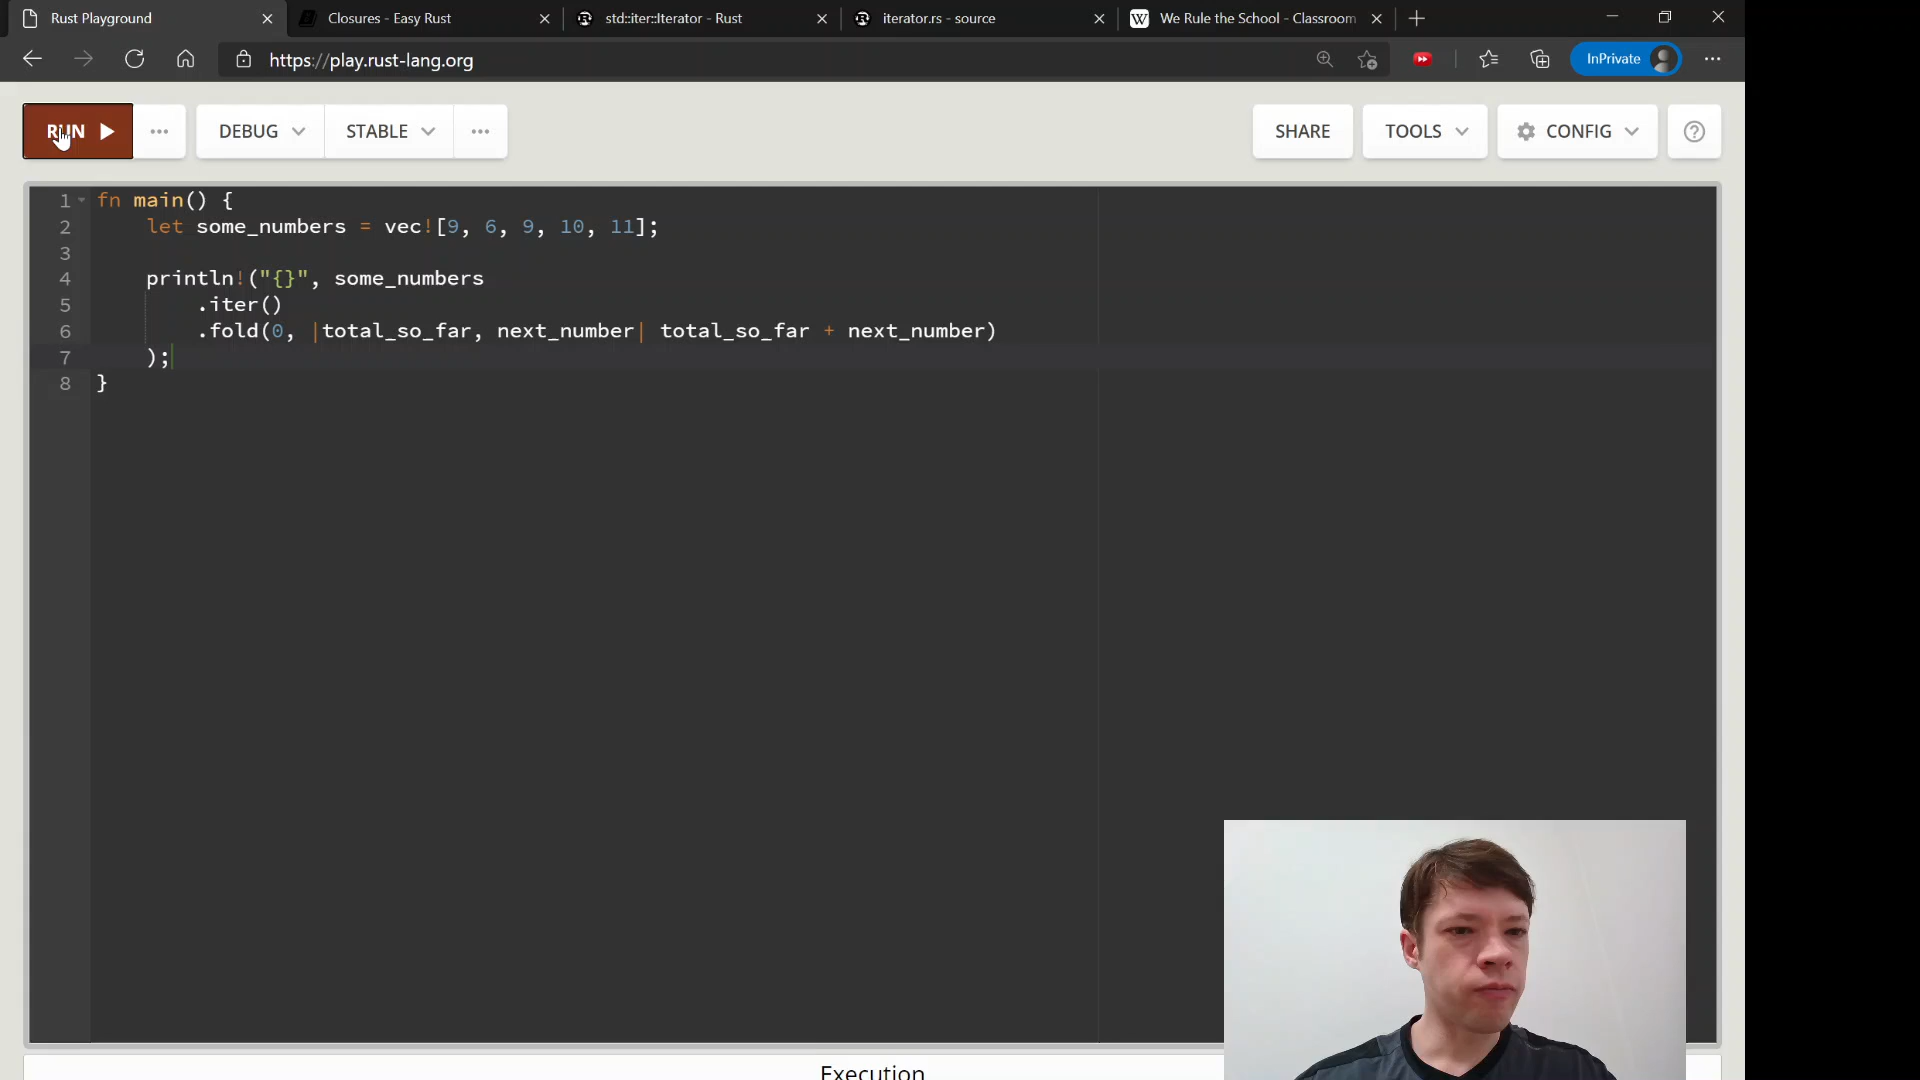 Rust Playground
Closures - Easy Rust
std::iter::Iterator - Rust
iterator.rs - source
We Rule the School - Classroom
https://play.rust-lang.org
InPrivate
RUN
DEBUG
STABLE
SHARE
TOOLS
CONFIG
1 fn main() {
2 let some_numbers = vec![9, 6, 9, 10, 11];
3
4 println!("{}", some_numbers
5 .iter()
6 .fold(0, |total_so_far, next_number| total_so_far + next_number)
7 );
8 }
Execution